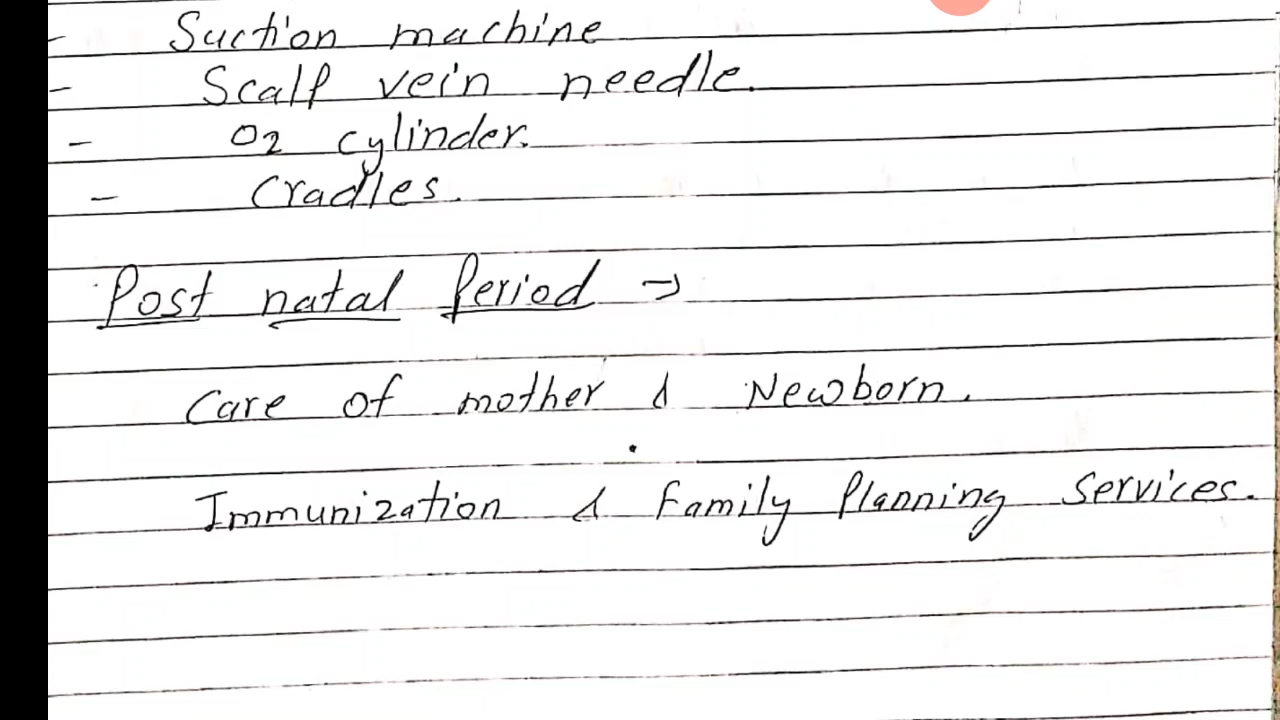 - Suction machine
- Scalp vein needle.
- O2 cylinder.
- Cradles.
Post natal Period →
Care of mother & Newborn.
Immunization & Family Planning Services.